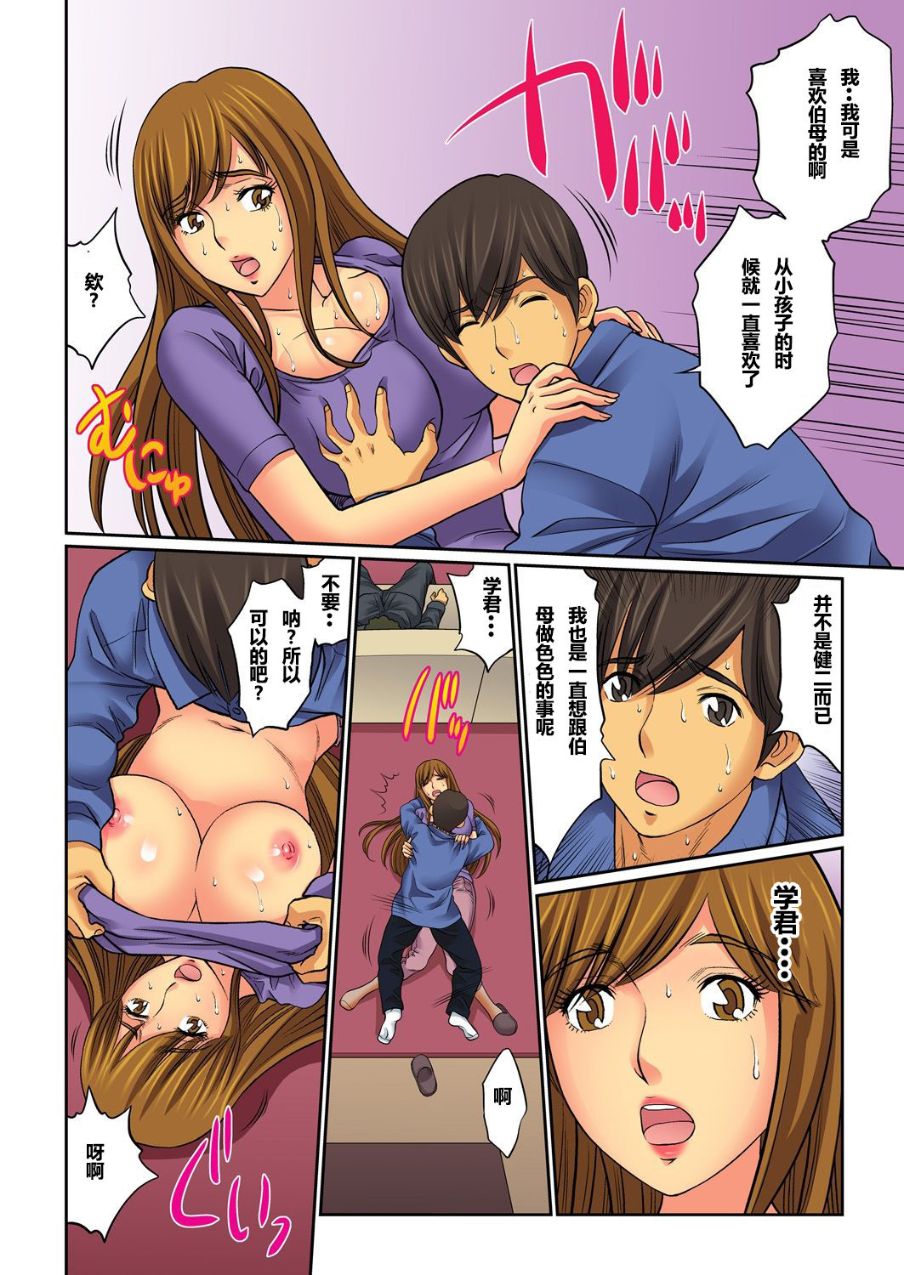 我‥我可是
喜欢伯母的啊
从小孩子的时
候就一直喜欢了
ガバッ
欸？
むにゅ
并不是健二而已
我也是一直想跟伯
母做色色的事呢
学君‥‥
学君‥
バッ
啊
不要‥
呐？所以
可以的吧？
呀啊
ぐいっ